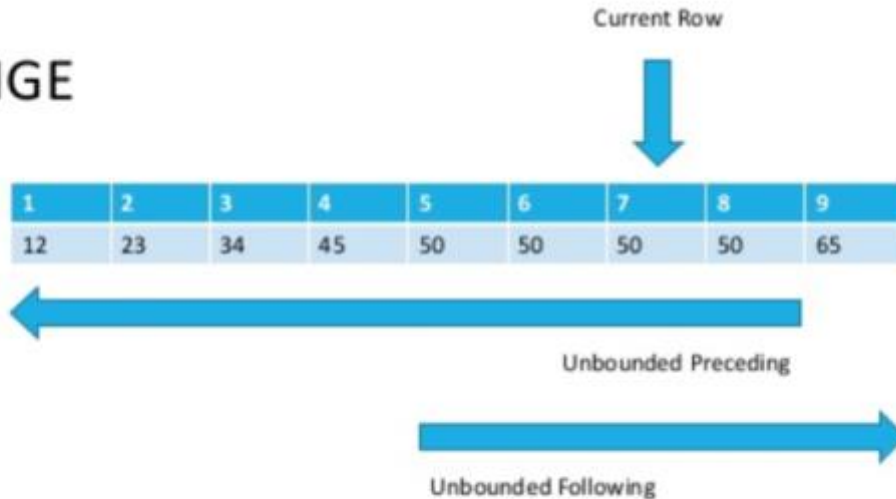 Current Row
NGE
1 2 3 4 5 6 7 8 9
12 23 34 45 50 50 50 50 65
Unbounded Preceding
Unbounded Following